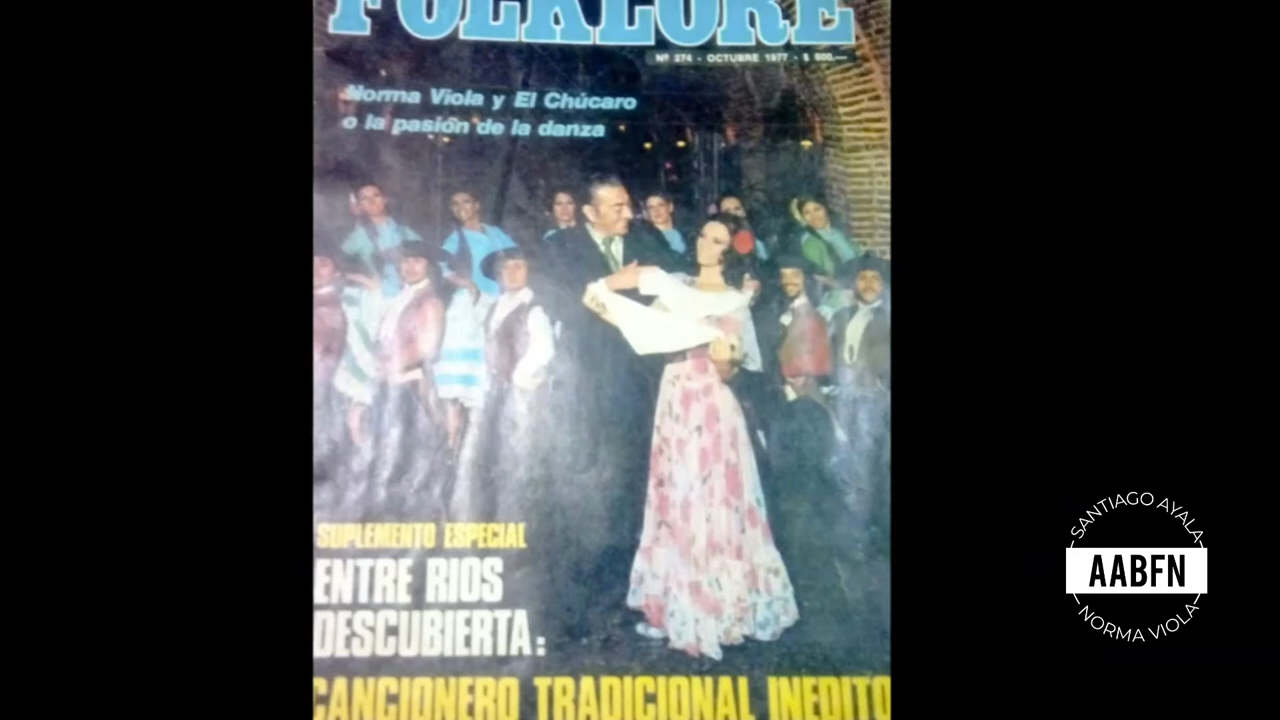 FOLKLORE
Nº 274 - OCTUBRE 1977 - $ 600.—
Norma Viola y El Chúcaro
o la pasión de la danza
SUPLEMENTO ESPECIAL
ENTRE RIOS
DESCUBIERTA:
CANCIONERO TRADICIONAL INEDITO
SANTIAGO AYALA
AABFN
NORMA VIOLA